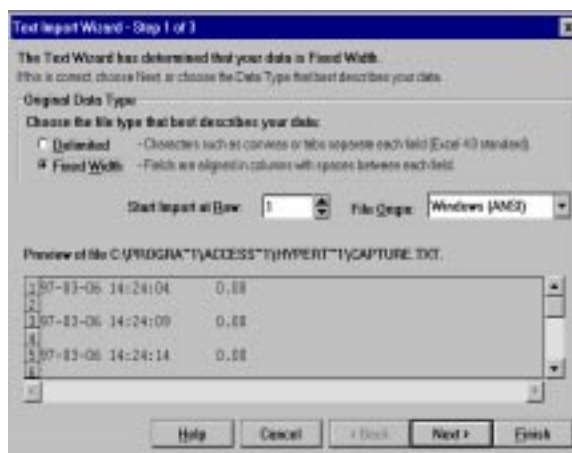 Text Import Wizard - Step 1 of 3
The Text Wizard has determined that your data is Fixed Width.
If this is correct, choose Next, or choose the Data Type that best describes your data.
Original Data Type
Choose the file type that best describes your data:
Delimited - Characters such as commas or tabs separate each field (Excel 4.0 standard).
Fixed Width - Fields are aligned in columns with spaces between each field.
Start Import at Row: 1 File Origin: Windows (ANSI)
Preview of file C:\PROGRA~1\ACCESS~1\HYPERT~1\CAPTURE.TXT.
1 97-03-06 14:24:04 0.00
2
3 97-03-06 14:24:09 0.00
4
5 97-03-06 14:24:14 0.00
6
Help Cancel < Back Next > Finish